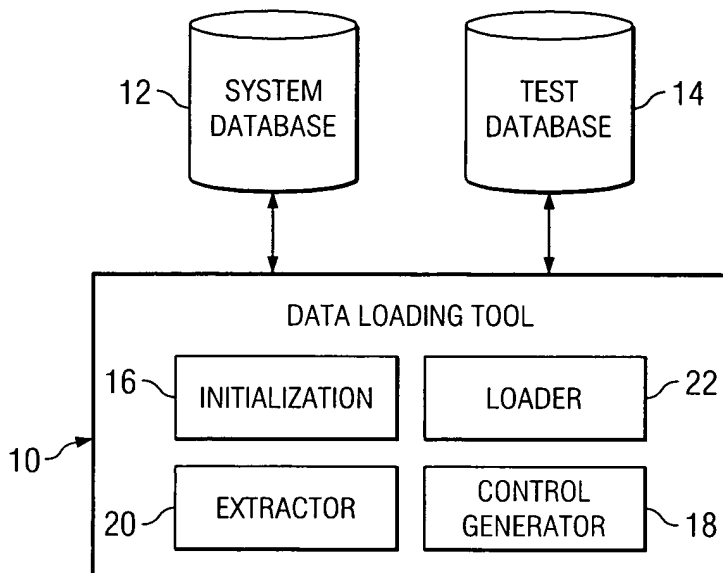 12
SYSTEM
DATABASE
TEST
DATABASE
14
DATA LOADING TOOL
16
INITIALIZATION
LOADER
22
10
20
EXTRACTOR
CONTROL
GENERATOR
18